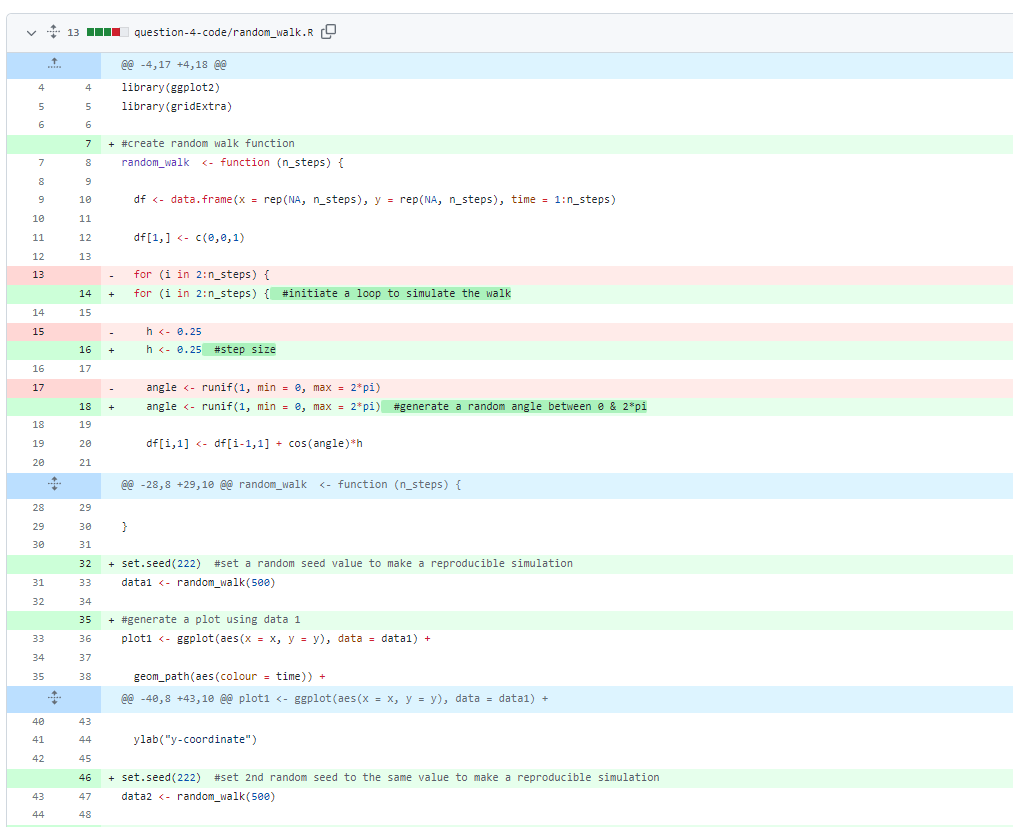 13 question-4-code/random_walk.R
@@ -4,17 +4,18 @@
4 4 library(ggplot2)
5 5 library(gridExtra)
6 6
7 + #create random walk function
7 8 random_walk  <- function (n_steps) {
8 9
9 10 df <- data.frame(x = rep(NA, n_steps), y = rep(NA, n_steps), time = 1:n_steps)
10 11
11 12 df[1,] <- c(0,0,1)
12 13
13 - for (i in 2:n_steps) {
14 + for (i in 2:n_steps) {  #initiate a loop to simulate the walk
14 15
15 - h <- 0.25
16 + h <- 0.25  #step size
16 17
17 - angle <- runif(1, min = 0, max = 2*pi)
18 + angle <- runif(1, min = 0, max = 2*pi)  #generate a random angle between 0 & 2*pi
18 19
19 20 df[i,1] <- df[i-1,1] + cos(angle)*h
20 21
@@ -28,8 +29,10 @@ random_walk  <- function (n_steps) {
28 29
29 30 }
30 31
32 + set.seed(222)  #set a random seed value to make a reproducible simulation
31 33 data1 <- random_walk(500)
32 34
35 + #generate a plot using data 1
33 36 plot1 <- ggplot(aes(x = x, y = y), data = data1) +
34 37
35 38 geom_path(aes(colour = time)) +
@@ -40,8 +43,10 @@ plot1 <- ggplot(aes(x = x, y = y), data = data1) +
40 43
41 44 ylab("y-coordinate")
42 45
46 + set.seed(222)  #set 2nd random seed to the same value to make a reproducible simulation
43 47 data2 <- random_walk(500)
44 48